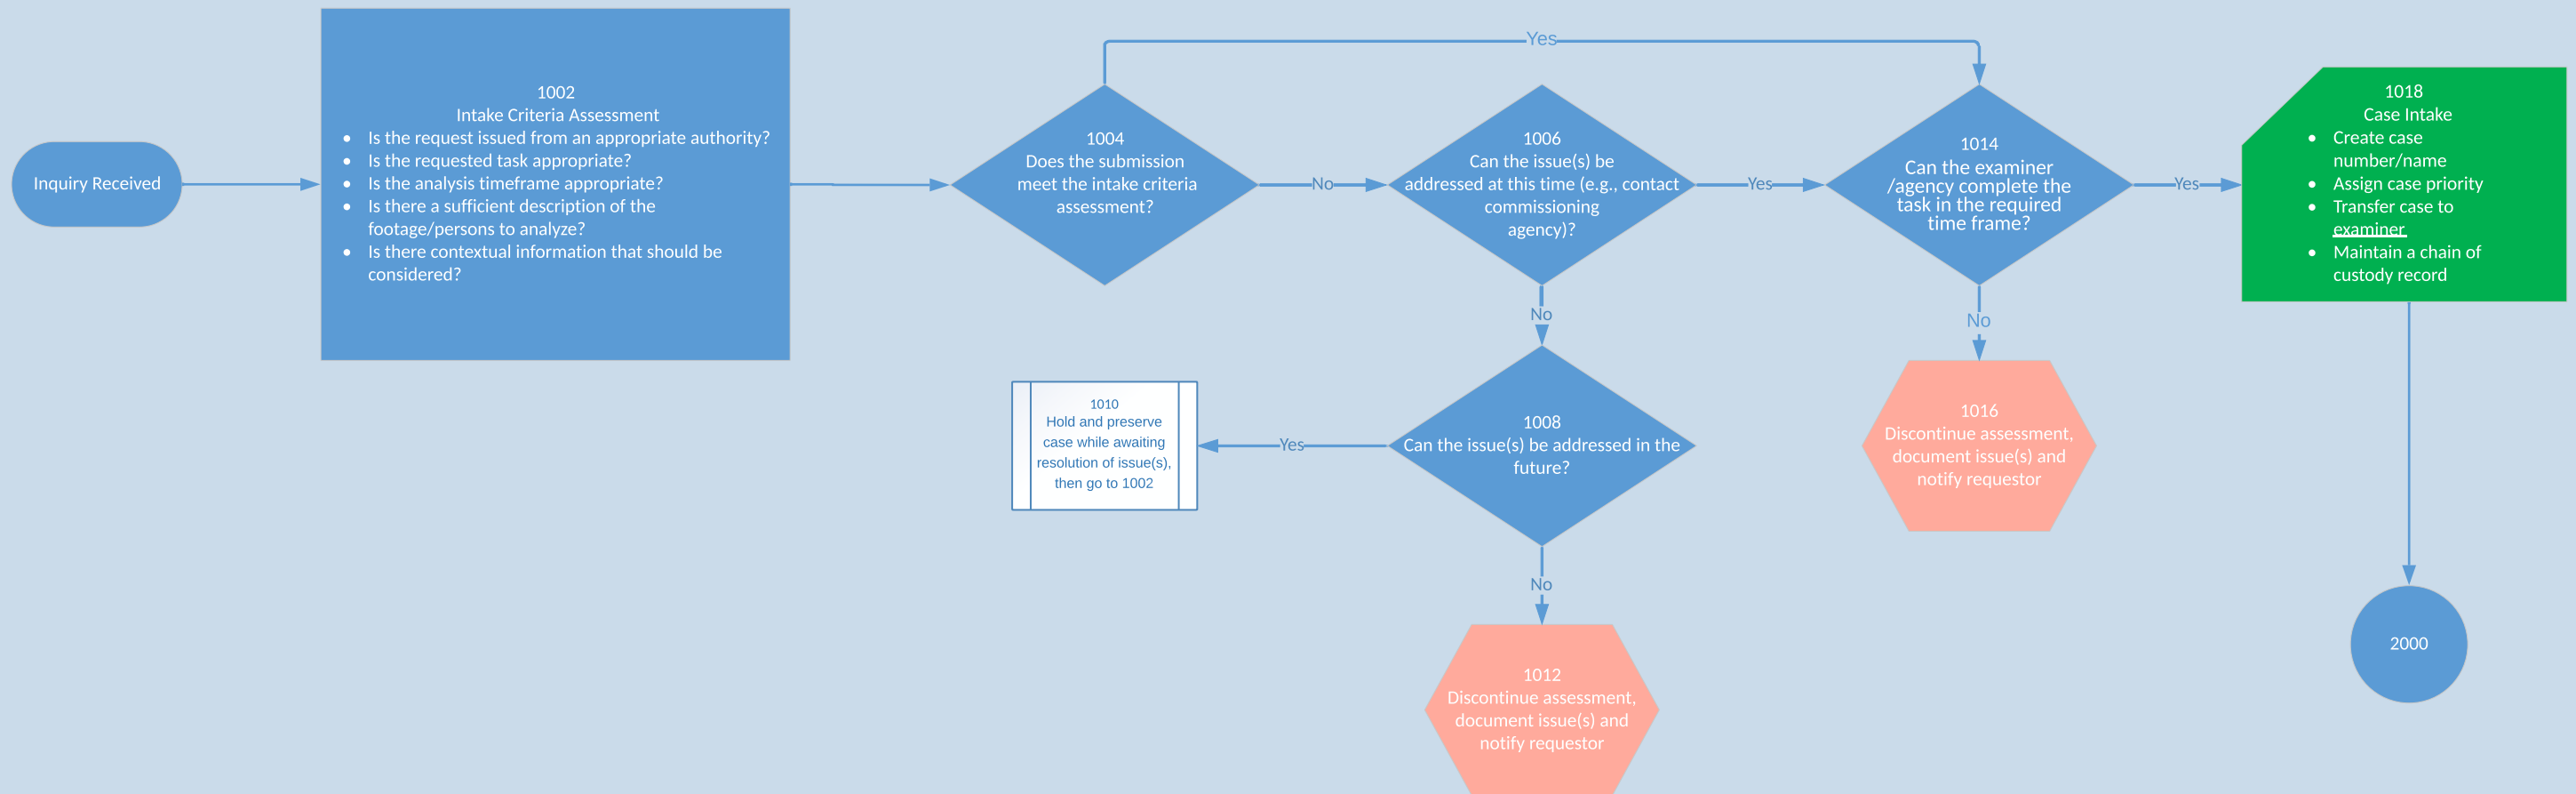 Inquiry Received
1002
Intake Criteria Assessment
• Is the request issued from an appropriate authority?
• Is the requested task appropriate?
• Is the analysis timeframe appropriate?
• Is there a sufficient description of the
footage/persons to analyze?
• Is there contextual information that should be
considered?
1004
Does the submission
meet the intake criteria
assessment?
Yes
No
1006
Can the issue(s) be
addressed at this time (e.g., contact
commissioning
agency)?
Yes
No
1014
Can the examiner
/agency complete the
task in the required
time frame?
Yes
No
1018
Case Intake
• Create case
number/name
• Assign case priority
• Transfer case to
examiner
• Maintain a chain of
custody record
1010
Hold and preserve
case while awaiting
resolution of issue(s),
then go to 1002
Yes
1008
Can the issue(s) be addressed in the
future?
No
1016
Discontinue assessment,
document issue(s) and
notify requestor
1012
Discontinue assessment,
document issue(s) and
notify requestor
2000